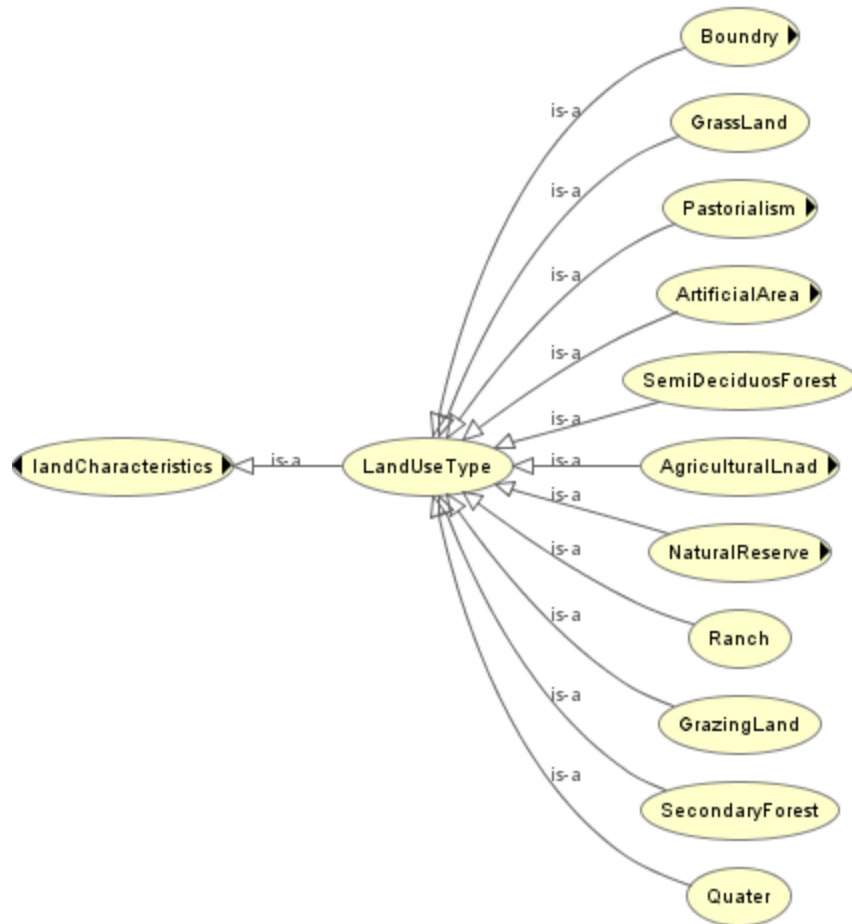 Boundry
is-a
GrassLand
is-a
Pastorialism
is-a
ArtificialArea
is-a
SemiDeciduosForest
is-a
landCharacteristics
is-a
LandUseType
is-a
AgriculturalLnad
is-a
NaturalReserve
is-a
Ranch
is-a
GrazingLand
is-a
SecondaryForest
is-a
Quater